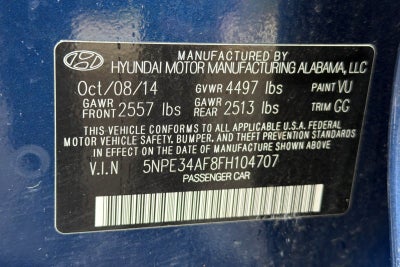 MANUFACTURED BY
HYUNDAI MOTOR MANUFACTURING ALABAMA, LLC
Oct/08/14 GVWR 4497 lbs PAINT VU
GAWR FRONT 2557 lbs GAWR REAR 2513 lbs TRIM GG
THIS VEHICLE CONFORMS TO ALL APPLICABLE U.S.A. FEDERAL
MOTOR VEHICLE SAFETY, BUMPER, AND THEFT PREVENTION STANDARDS
IN EFFECT ON THE DATE OF MANUFACTURE SHOWN ABOVE.
V.I.N 5NPE34AF8FH104707
PASSENGER CAR